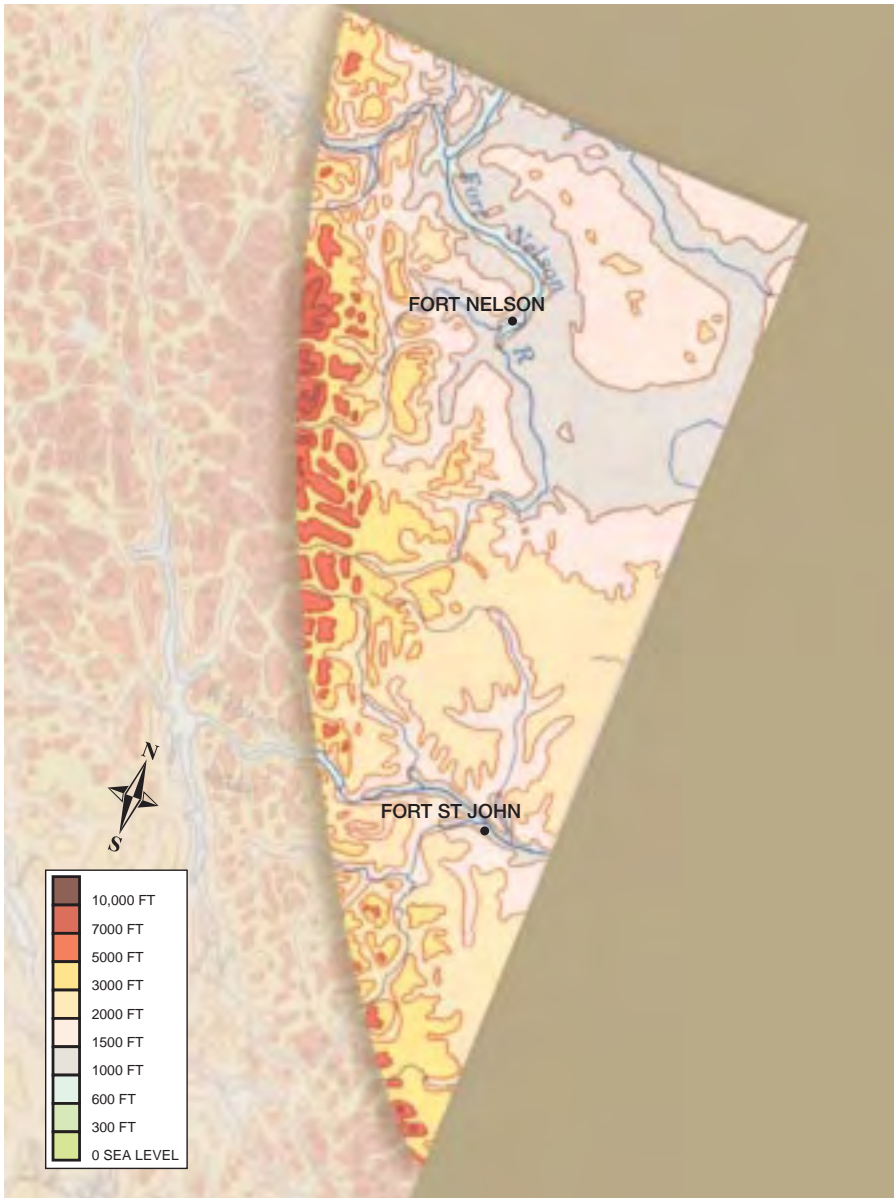 Fort Nelson
FORT NELSON
R
FORT ST JOHN
N
S
10,000 FT
7000 FT
5000 FT
3000 FT
2000 FT
1500 FT
1000 FT
600 FT
300 FT
0 SEA LEVEL